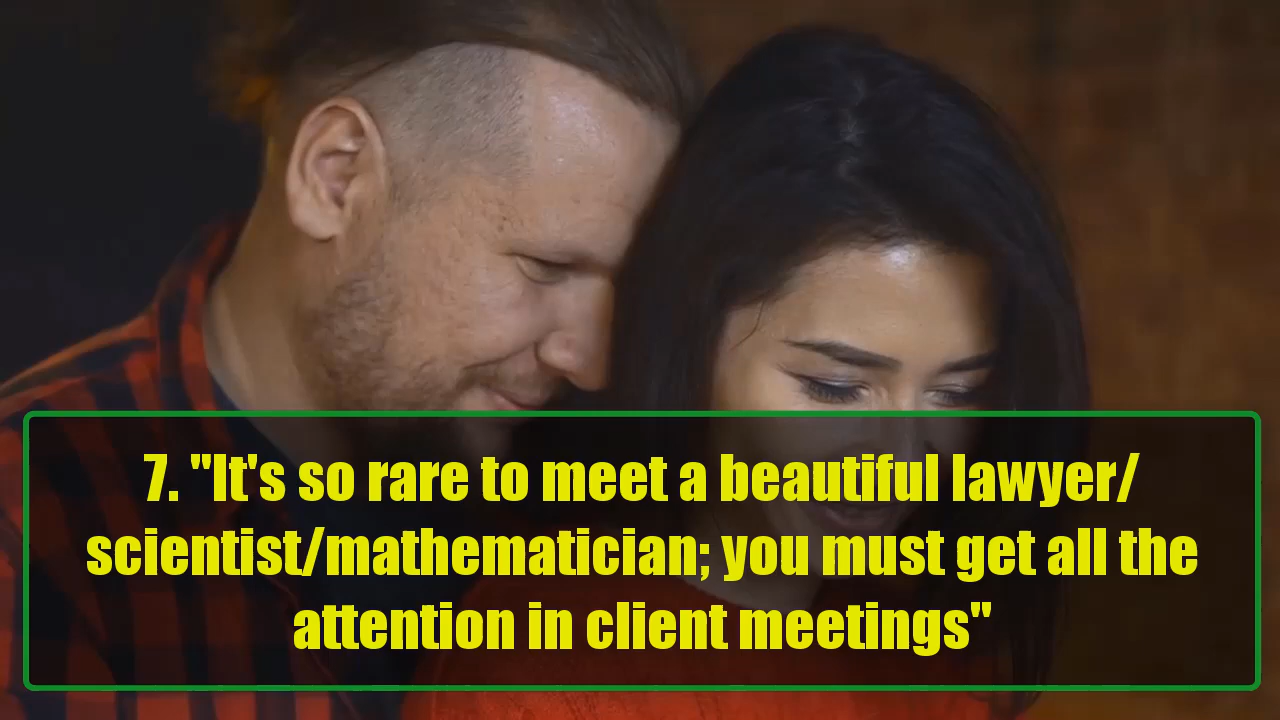 7. "It's so rare to meet a beautiful lawyer/
scientist/mathematician; you must get all the
attention in client meetings"